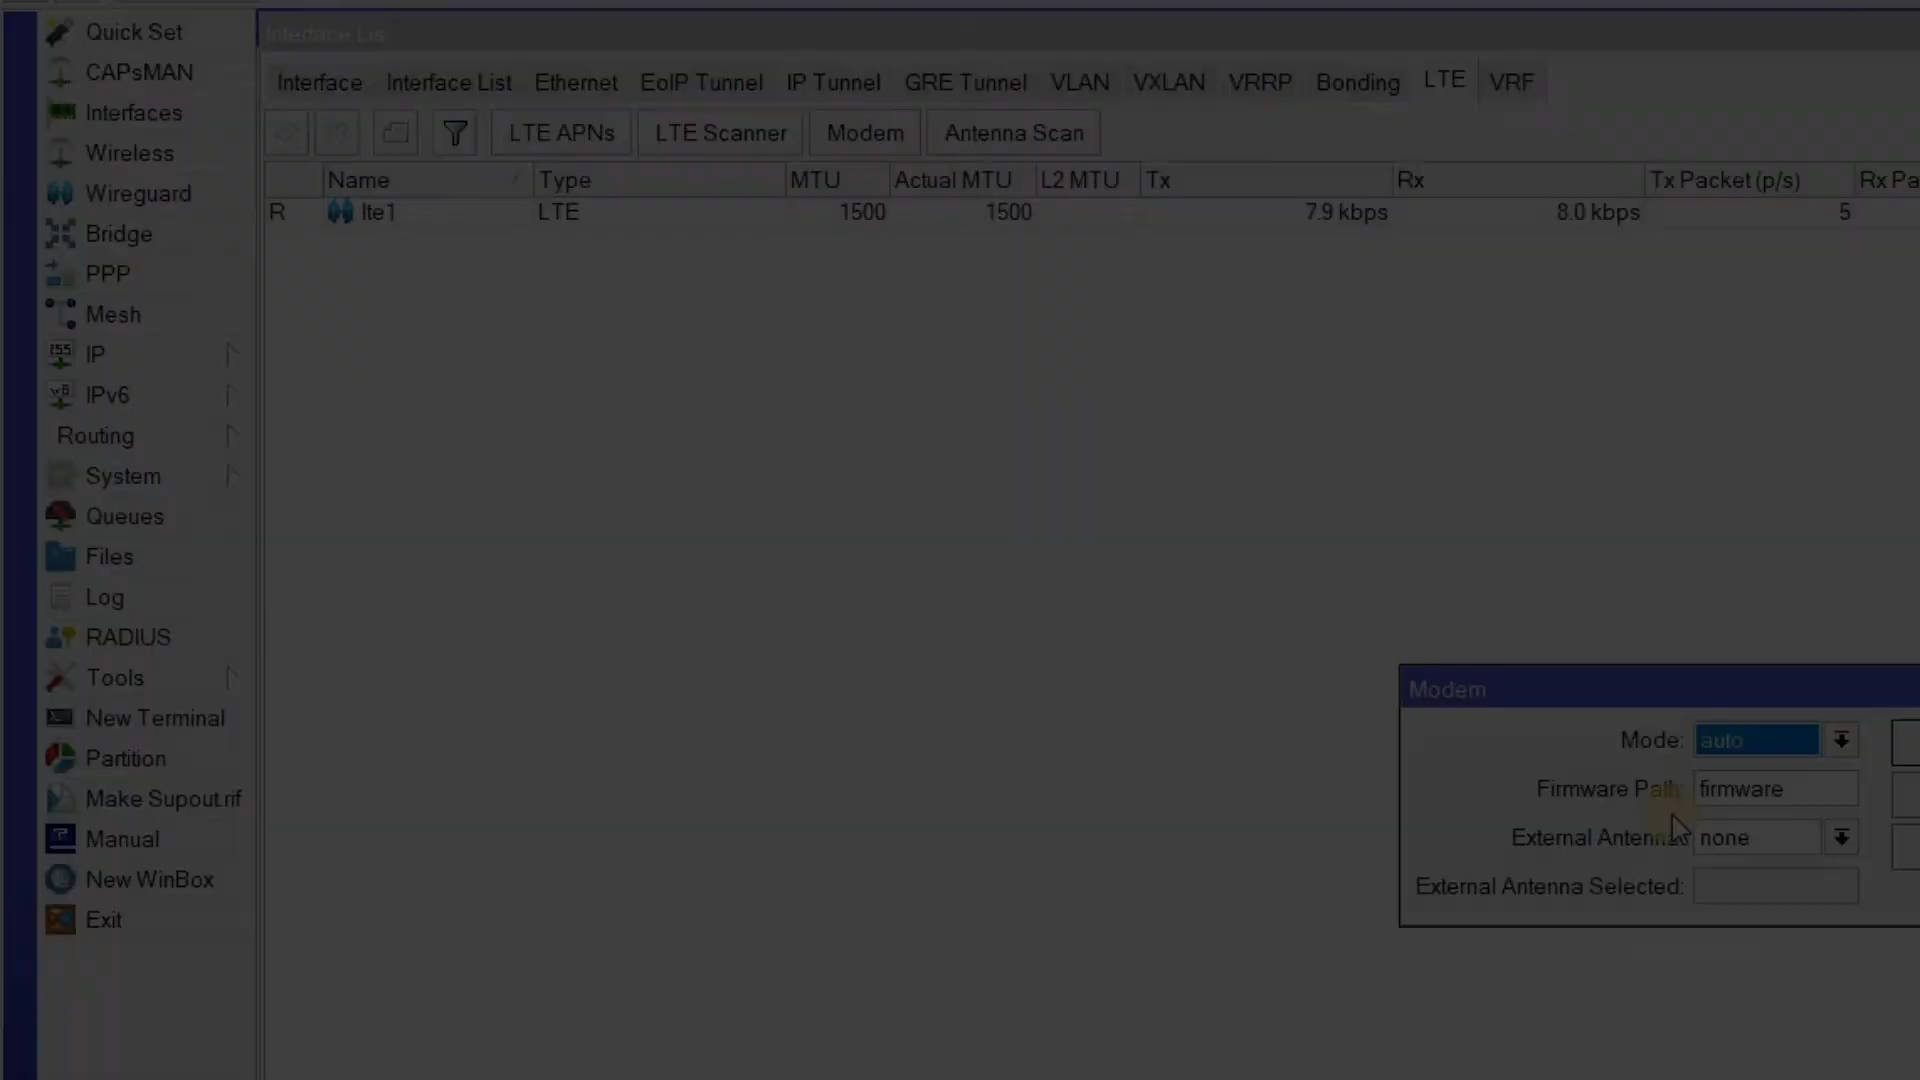 Interface List
Quick Set
CAPsMAN
Interfaces
Wireless
Wireguard
Bridge
PPP
Mesh
IP
IPv6
Routing
System
Queues
Files
Log
RADIUS
Tools
New Terminal
Partition
Make Supout.rif
Manual
New WinBox
Exit
Interface Interface List Ethernet EoIP Tunnel IP Tunnel GRE Tunnel VLAN VXLAN VRRP Bonding LTE VRF
LTE APNs LTE Scanner Modem Antenna Scan
Name Type MTU Actual MTU L2 MTU Tx Rx Tx Packet (p/s) Rx Pa
R lte1 LTE 1500 1500 7.9 kbps 8.0 kbps 5
Modem
Mode: auto
Firmware Path: firmware
External Antenna: none
External Antenna Selected: